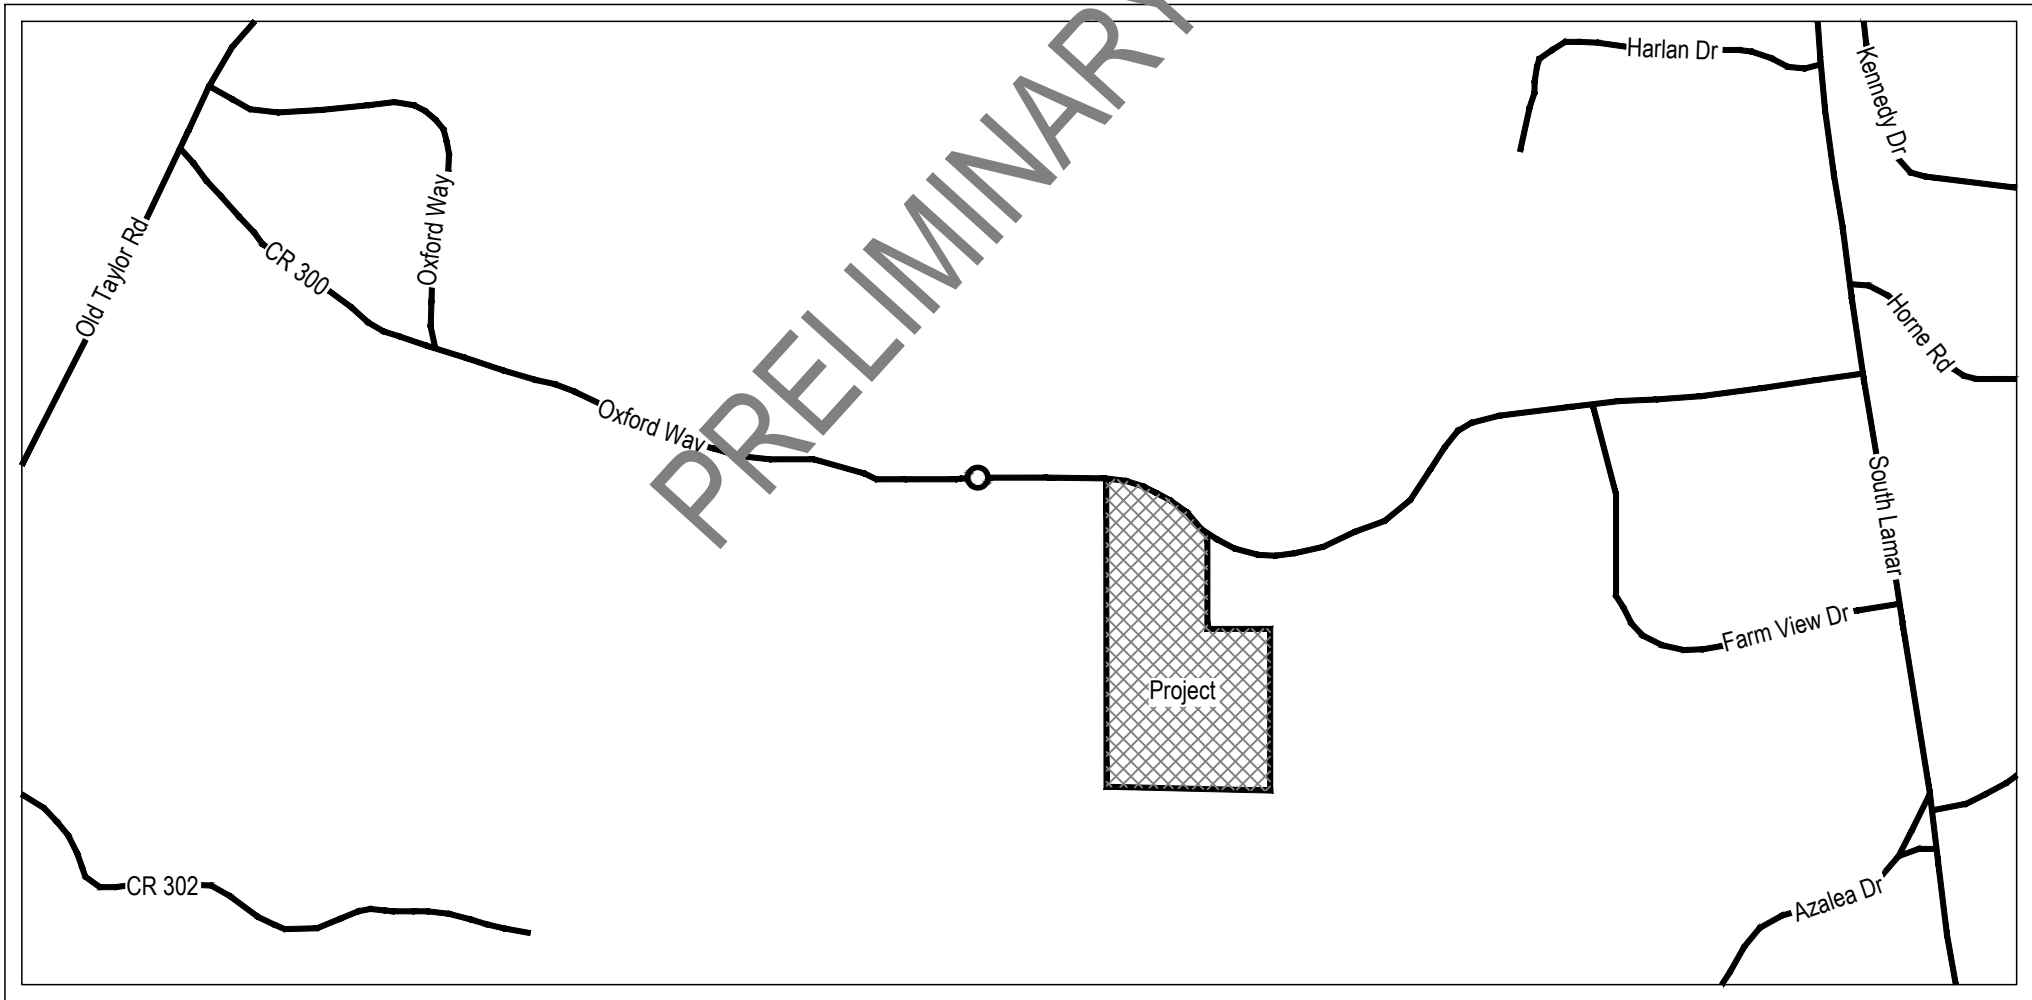 Harlan Dr
Kennedy Dr
PRELIMINARY
Oxford Way
Old Taylor Rd
CR 300
Horne Rd
Oxford Way
South Lamar
Farm View Dr
Project
CR 302
Azalea Dr